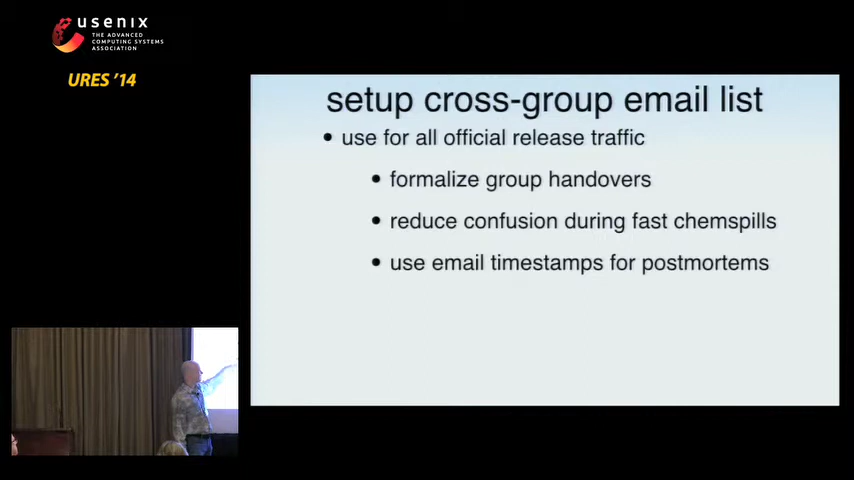 usenix
THE ADVANCED
COMPUTING SYSTEMS
ASSOCIATION
URES '14
setup cross-group email list
• use for all official release traffic
• formalize group handovers
• reduce confusion during fast chemspills
• use email timestamps for postmortems